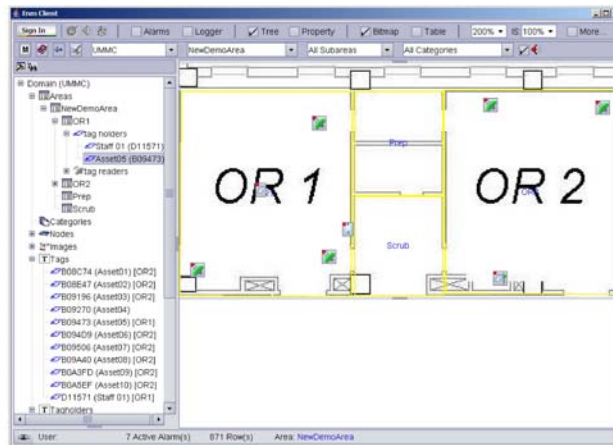 Enes Client
Sign In Alarms Logger Tree Property Bitmap Table 200% IS: 100% More...
M UMMC NewDemoArea All Subareas All Categories
Domain (UMMC)
Areas
NewDemoArea
OR1
tag holders
Staff 01 (D11571)
Asset05 (B09473)
tag readers
OR2
Prep
Scrub
Categories
Nodes
Images
Tags
B08C74 (Asset01) [OR2]
B08E47 (Asset02) [OR2]
B09196 (Asset03) [OR2]
B09270 (Asset04)
B09473 (Asset05) [OR1]
B094D9 (Asset06) [OR2]
B09506 (Asset07) [OR2]
B09A40 (Asset08) [OR2]
B0A3FD (Asset09) [OR2]
B0A5EF (Asset10) [OR2]
D11571 (Staff 01) [OR1]
Tagholders
Prep
OR 1
OR 2
Scrub
User: 7 Active Alarm(s) 871 Row(s) Area: NewDemoArea